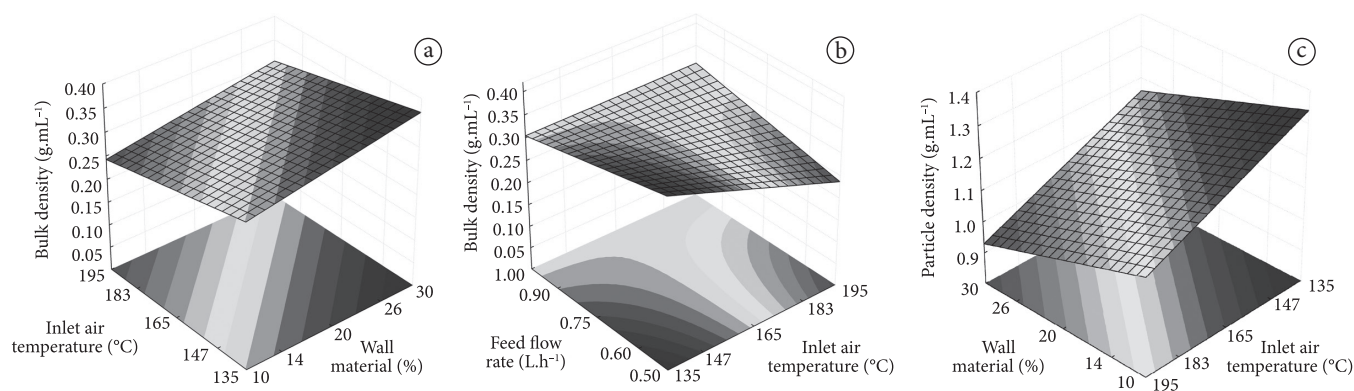 a
0.40
0.35
0.30
0.25
0.20
0.15
0.10
0.05
Bulk density (g.mL⁻¹)
195
183
165
147
135
Inlet air
temperature (°C)
10
14
20
26
30
Wall
material (%)
b
0.40
0.35
0.30
0.25
0.20
0.15
0.10
0.05
Bulk density (g.mL⁻¹)
1.00
0.90
0.75
0.60
0.50
Feed flow
rate (L.h⁻¹)
135
147
165
183
195
Inlet air
temperature (°C)
c
1.4
1.3
1.2
1.1
1.0
0.9
Particle density (g.mL⁻¹)
30
26
20
14
10
Wall
material (%)
195
183
165
147
135
Inlet air
temperature (°C)